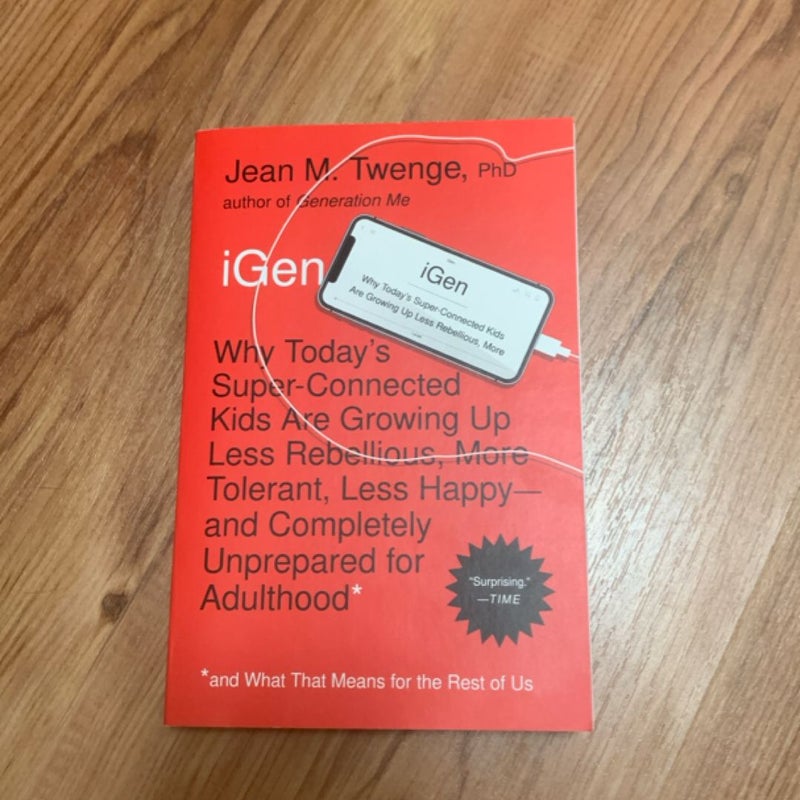 Jean M. Twenge, PhD
author of Generation Me
iGen
iGen
Why Today's Super-Connected Kids
Are Growing Up Less Rebellious, More
Why Today's
Super-Connected
Kids Are Growing Up
Less Rebellious, More
Tolerant, Less Happy—
and Completely
Unprepared for
Adulthood*
"Surprising."
—TIME
*and What That Means for the Rest of Us